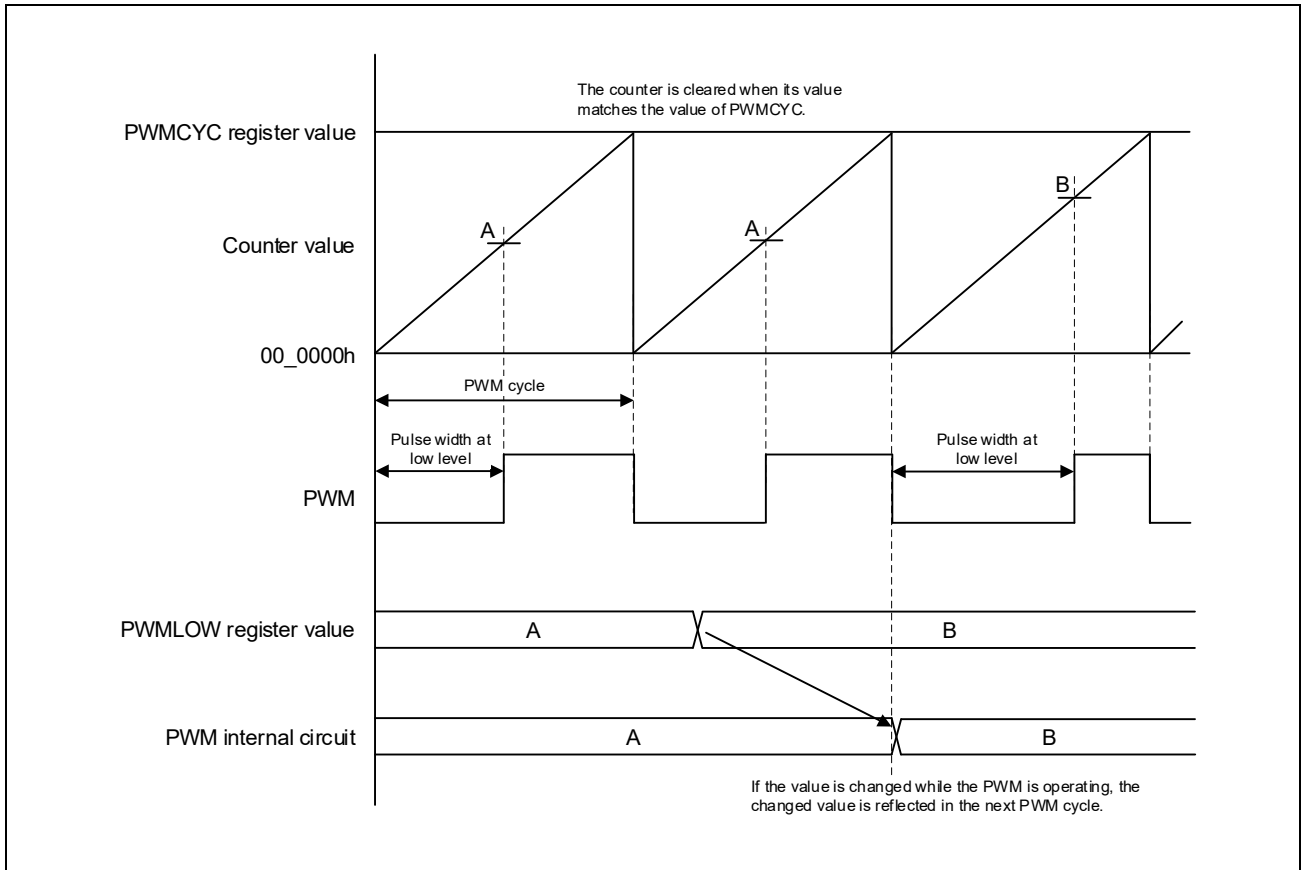 The counter is cleared when its value
matches the value of PWMCYC.
PWMCYC register value
B
A
A
Counter value
00_0000h
PWM cycle
Pulse width at
low level
Pulse width at
low level
PWM
PWMLOW register value
A
B
PWM internal circuit
A
B
If the value is changed while the PWM is operating, the
changed value is reflected in the next PWM cycle.